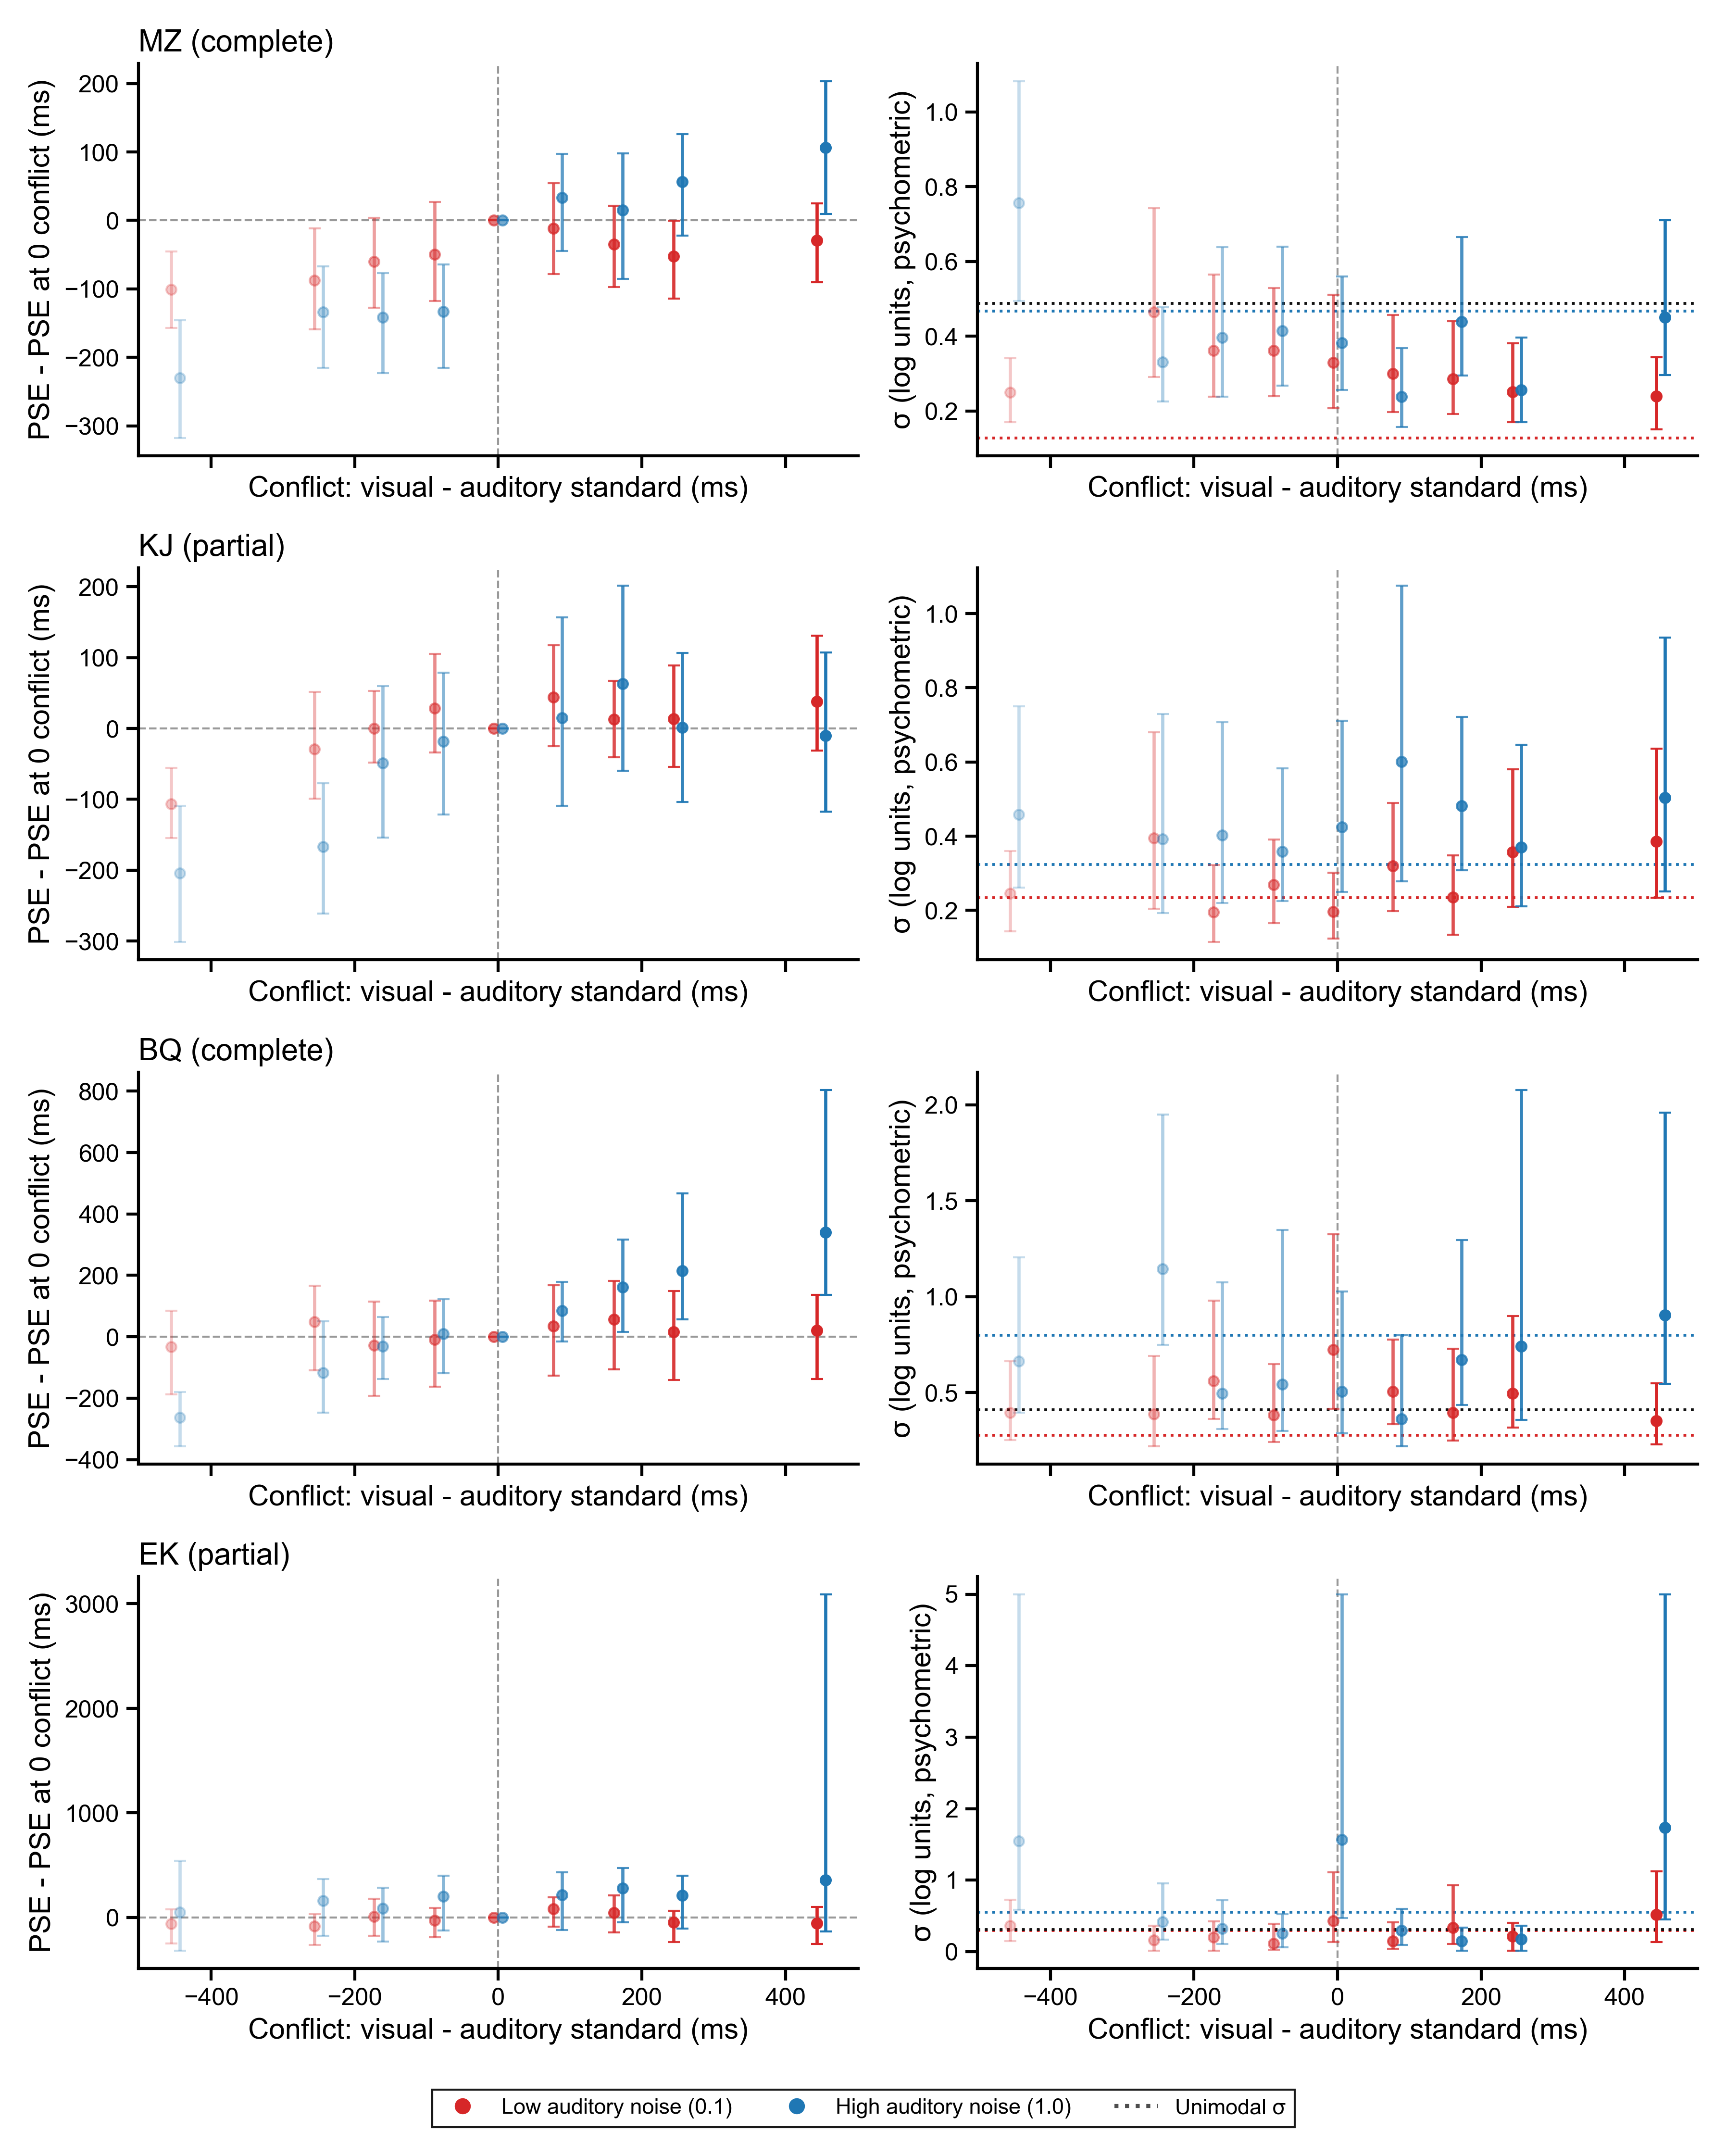 MZ (complete)
PSE - PSE at 0 conflict (ms)
200
100
0
−100
−200
−300
Conflict: visual - auditory standard (ms)
σ (log units, psychometric)
1.0
0.8
0.6
0.4
0.2
Conflict: visual - auditory standard (ms)
KJ (partial)
PSE - PSE at 0 conflict (ms)
200
100
0
−100
−200
−300
Conflict: visual - auditory standard (ms)
σ (log units, psychometric)
1.0
0.8
0.6
0.4
0.2
Conflict: visual - auditory standard (ms)
BQ (complete)
PSE - PSE at 0 conflict (ms)
800
600
400
200
0
−200
−400
Conflict: visual - auditory standard (ms)
σ (log units, psychometric)
2.0
1.5
1.0
0.5
Conflict: visual - auditory standard (ms)
EK (partial)
PSE - PSE at 0 conflict (ms)
3000
2000
1000
0
−400 −200 0 200 400
Conflict: visual - auditory standard (ms)
σ (log units, psychometric)
5
4
3
2
1
0
−400 −200 0 200 400
Conflict: visual - auditory standard (ms)
Low auditory noise (0.1) High auditory noise (1.0) Unimodal σ